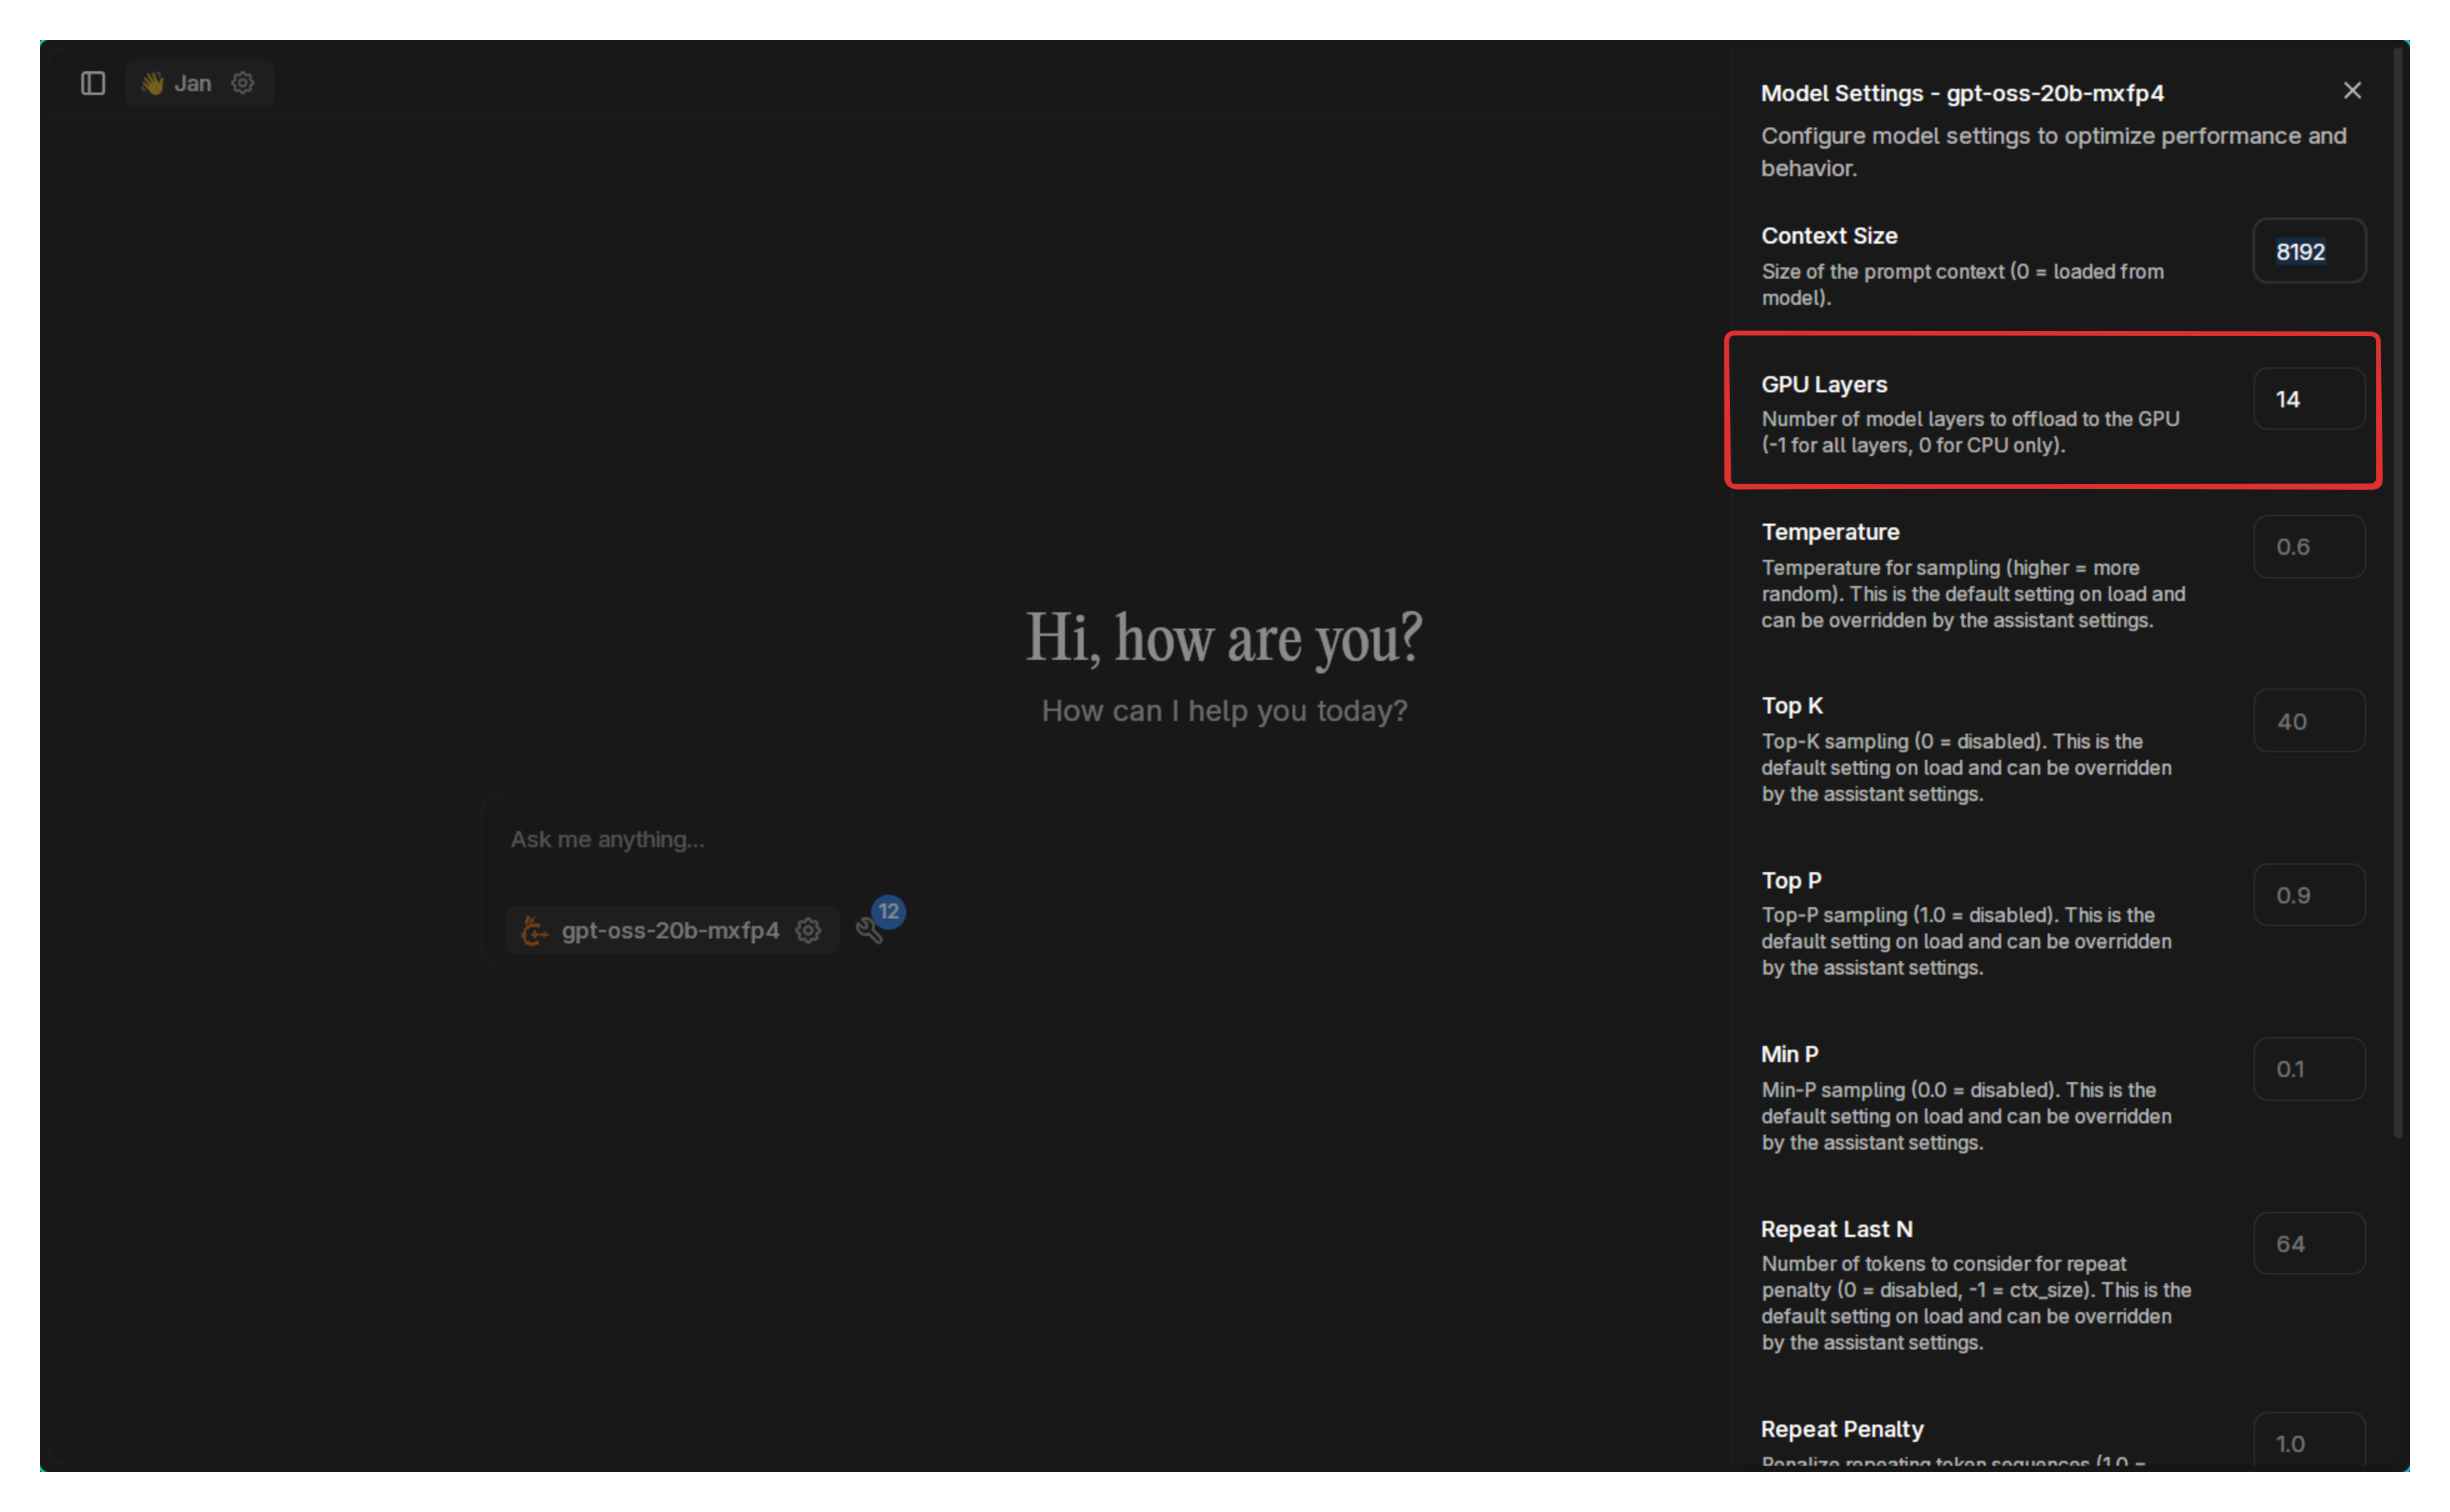 Jan
Model Settings - gpt-oss-20b-mxfp4
Configure model settings to optimize performance and
behavior.
Context Size
8192
Size of the prompt context (0 = loaded from
model).
GPU Layers
14
Number of model layers to offload to the GPU
(-1 for all layers, 0 for CPU only).
Temperature
0.6
Temperature for sampling (higher = more
random). This is the default setting on load and
can be overridden by the assistant settings.
Top K
40
Top-K sampling (0 = disabled). This is the
default setting on load and can be overridden
by the assistant settings.
Top P
0.9
Top-P sampling (1.0 = disabled). This is the
default setting on load and can be overridden
by the assistant settings.
Min P
0.1
Min-P sampling (0.0 = disabled). This is the
default setting on load and can be overridden
by the assistant settings.
Repeat Last N
64
Number of tokens to consider for repeat
penalty (0 = disabled, -1 = ctx_size). This is the
default setting on load and can be overridden
by the assistant settings.
Repeat Penalty
1.0
Penalize repeating token sequences (1.0 =
Hi, how are you?
How can I help you today?
Ask me anything...
gpt-oss-20b-mxfp4
12